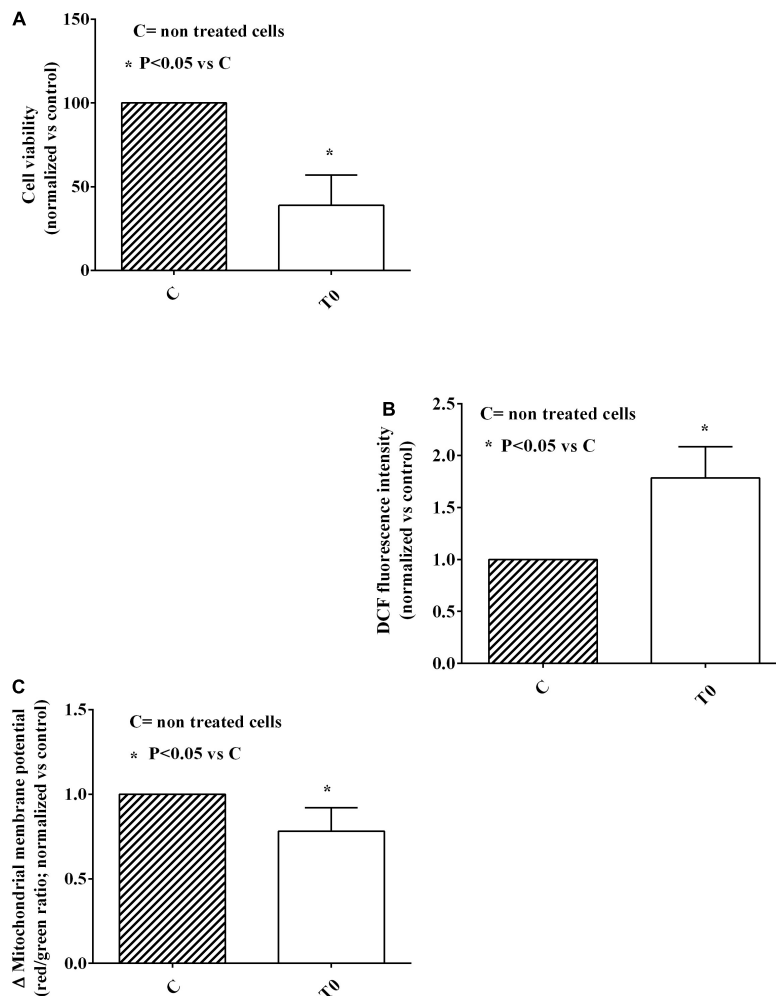 A
C= non treated cells
* P<0.05 vs C
Cell viability
(normalized vs control)
150
100
50
0
*
C
T0
B
C= non treated cells
* P<0.05 vs C
DCF fluorescence intensity
(normalized vs control)
2.5
2.0
1.5
1.0
0.5
0.0
*
C
T0
C
C= non treated cells
* P<0.05 vs C
Δ Mitochondrial membrane potential
(red/green ratio; normalized vs control)
1.5
1.0
0.5
0.0
*
C
T0